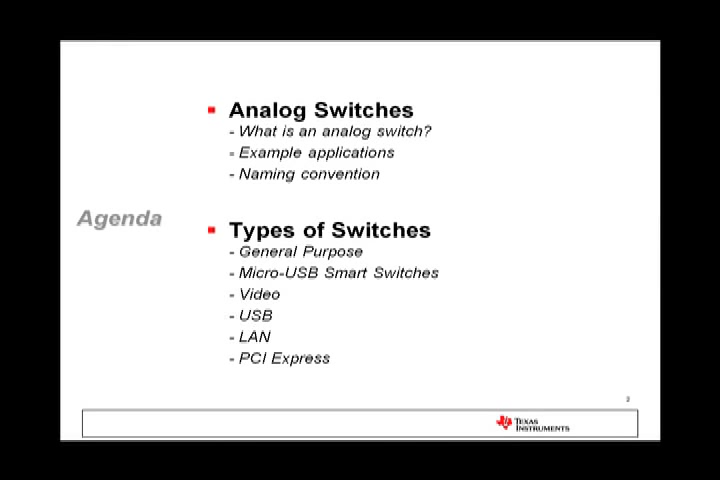 Analog Switches
- What is an analog switch?
- Example applications
- Naming convention
Agenda
Types of Switches
- General Purpose
- Micro-USB Smart Switches
- Video
- USB
- LAN
- PCI Express
2
TEXAS
INSTRUMENTS